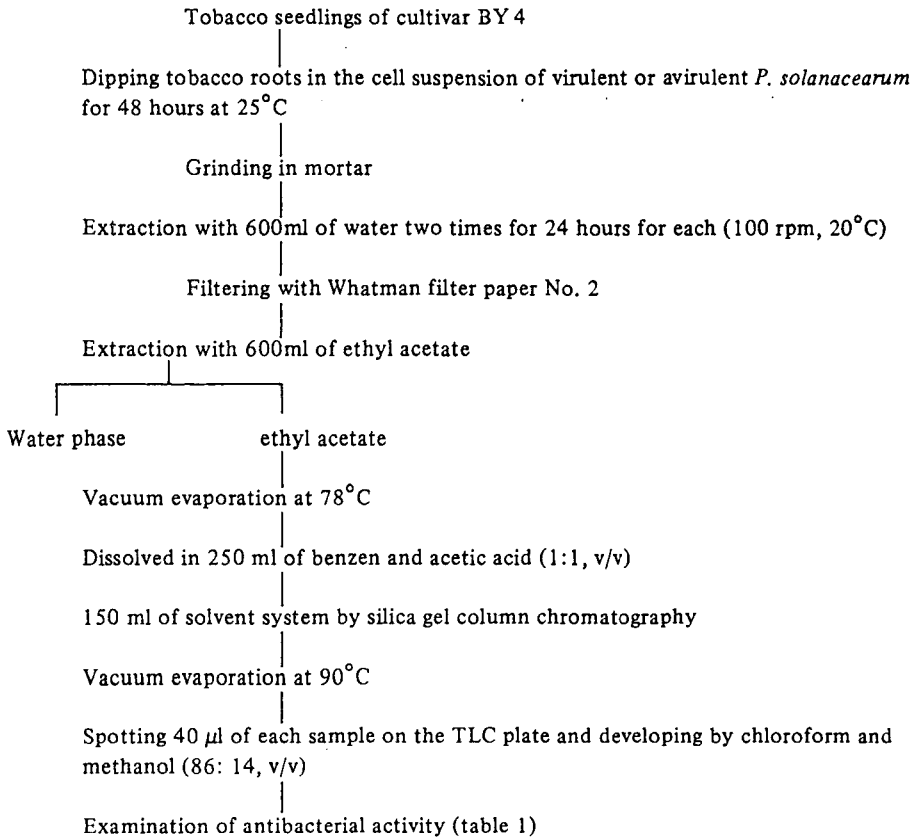 Tobacco seedlings of cultivar BY 4
Dipping tobacco roots in the cell suspension of virulent or avirulent P. solanacearum
for 48 hours at 25°C
Grinding in mortar
Extraction with 600ml of water two times for 24 hours for each (100 rpm, 20°C)
Filtering with Whatman filter paper No. 2
Extraction with 600ml of ethyl acetate
Water phase ethyl acetate
Vacuum evaporation at 78°C
Dissolved in 250 ml of benzen and acetic acid (1:1, v/v)
150 ml of solvent system by silica gel column chromatography
Vacuum evaporation at 90°C
Spotting 40 μl of each sample on the TLC plate and developing by chloroform and
methanol (86: 14, v/v)
Examination of antibacterial activity (table 1)